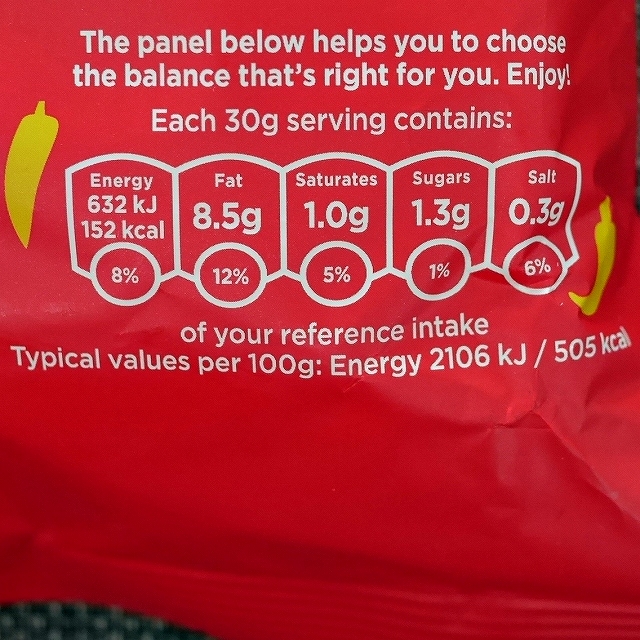 The panel below helps you to choose
the balance that's right for you. Enjoy!
Each 30g serving contains:
Energy
632 kJ
152 kcal
8%
Fat
8.5g
12%
Saturates
1.0g
5%
Sugars
1.3g
1%
Salt
0.3g
6%
of your reference intake
Typical values per 100g: Energy 2106 kJ / 505 kcal